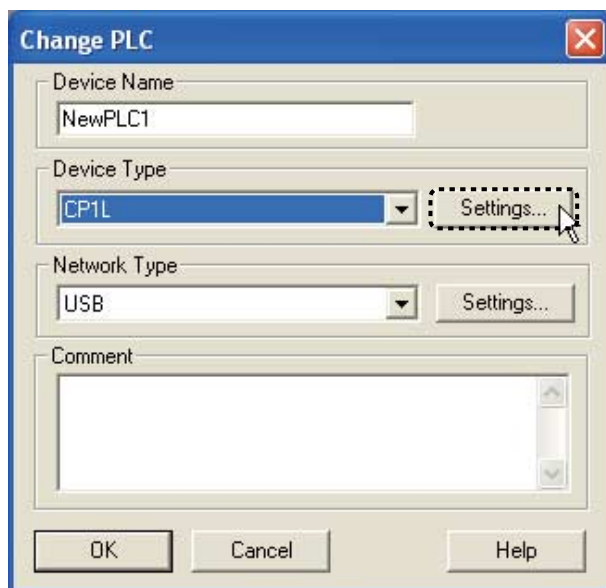 Change PLC
Device Name
NewPLC1
Device Type
CP1L
Settings...
Network Type
USB
Settings...
Comment
OK Cancel Help